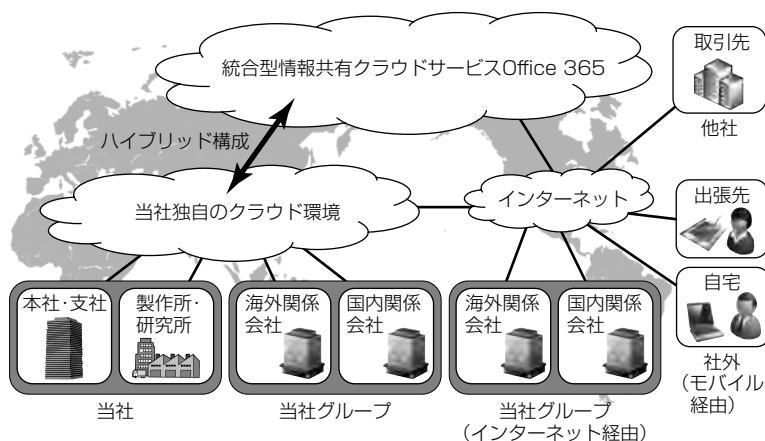 統合型情報共有クラウドサービスOffice 365
取引先
他社
ハイブリッド構成
当社独自のクラウド環境
インターネット
出張先
自宅
社外
（モバイル
経由）
本社・支社
製作所・
研究所
当社
海外関係
会社
国内関係
会社
当社グループ
海外関係
会社
国内関係
会社
当社グループ
（インターネット経由）